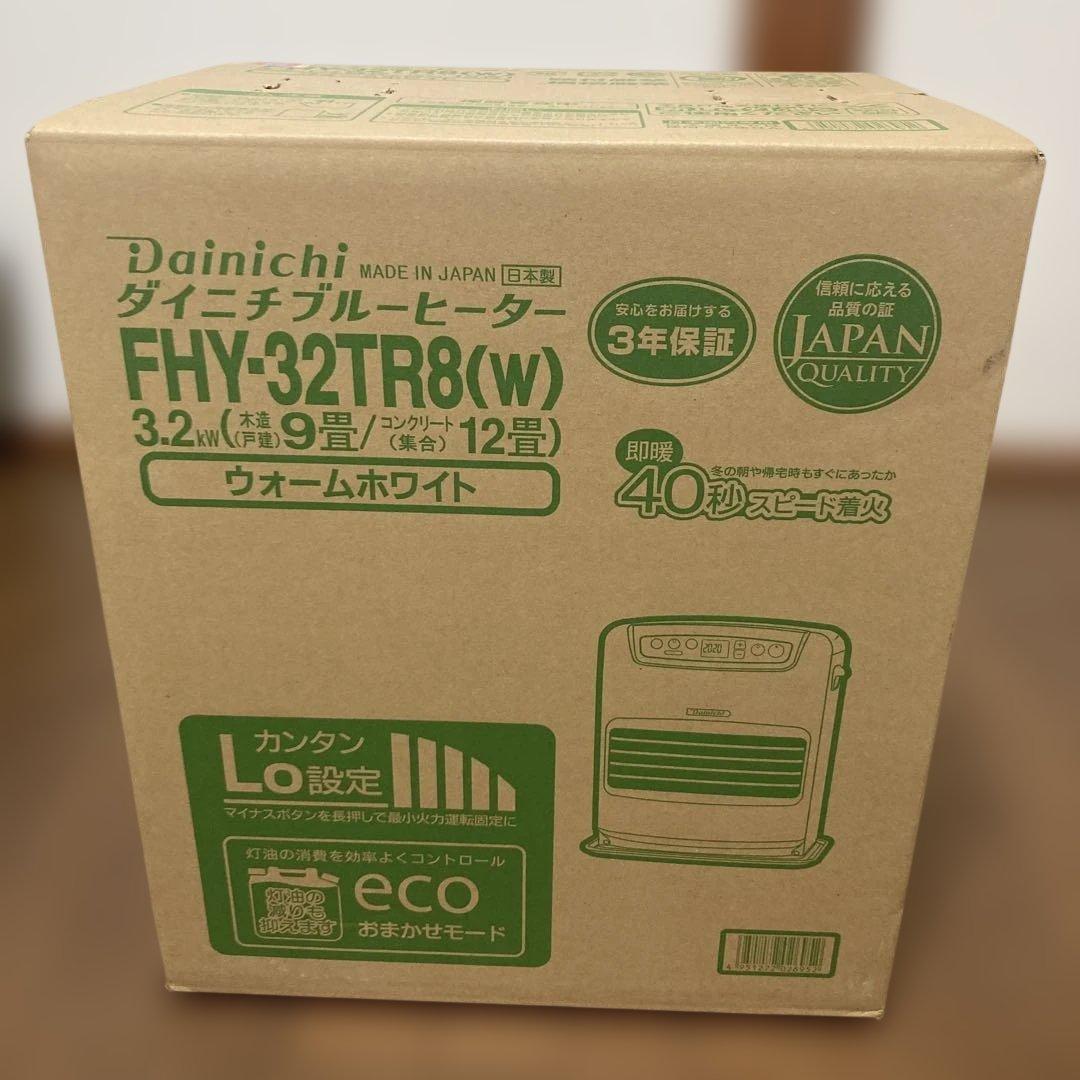 Dainichi MADE IN JAPAN 日本製
ダイニチブルーヒーター
FHY-32TR8(W)
3.2kW(木造(戸建)9畳/コンクリート(集合)12畳)
ウォームホワイト
安心をお届けする
3年保証
信頼に応える
品質の証
JAPAN
QUALITY
即暖
冬の朝や帰宅時もすぐにあったか
40秒スピード着火
2020
Dainichi
カンタン
Lo設定
マイナスボタンを長押しで最小火力運転固定に
灯油の消費を効率よくコントロール
灯油の
減りも
抑えます
eco
おまかせモード
4 951272 026952